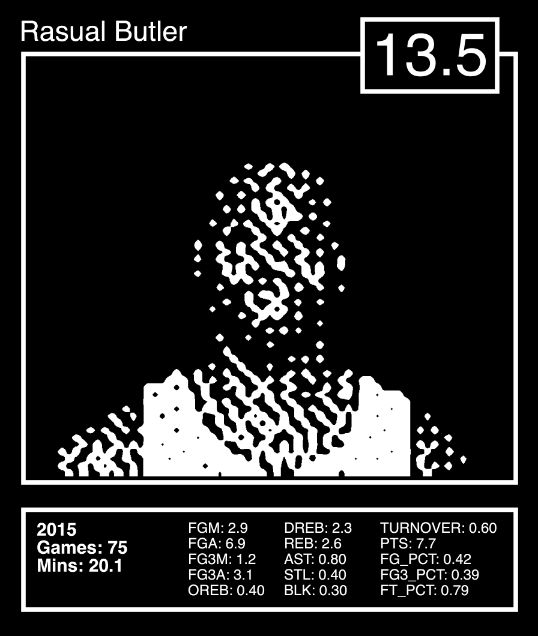 Rasual Butler
13.5
2015
Games: 75
Mins: 20.1
FGM: 2.9
FGA: 6.9
FG3M: 1.2
FG3A: 3.1
OREB: 0.40
DREB: 2.3
REB: 2.6
AST: 0.80
STL: 0.40
BLK: 0.30
TURNOVER: 0.60
PTS: 7.7
FG_PCT: 0.42
FG3_PCT: 0.39
FT_PCT: 0.79